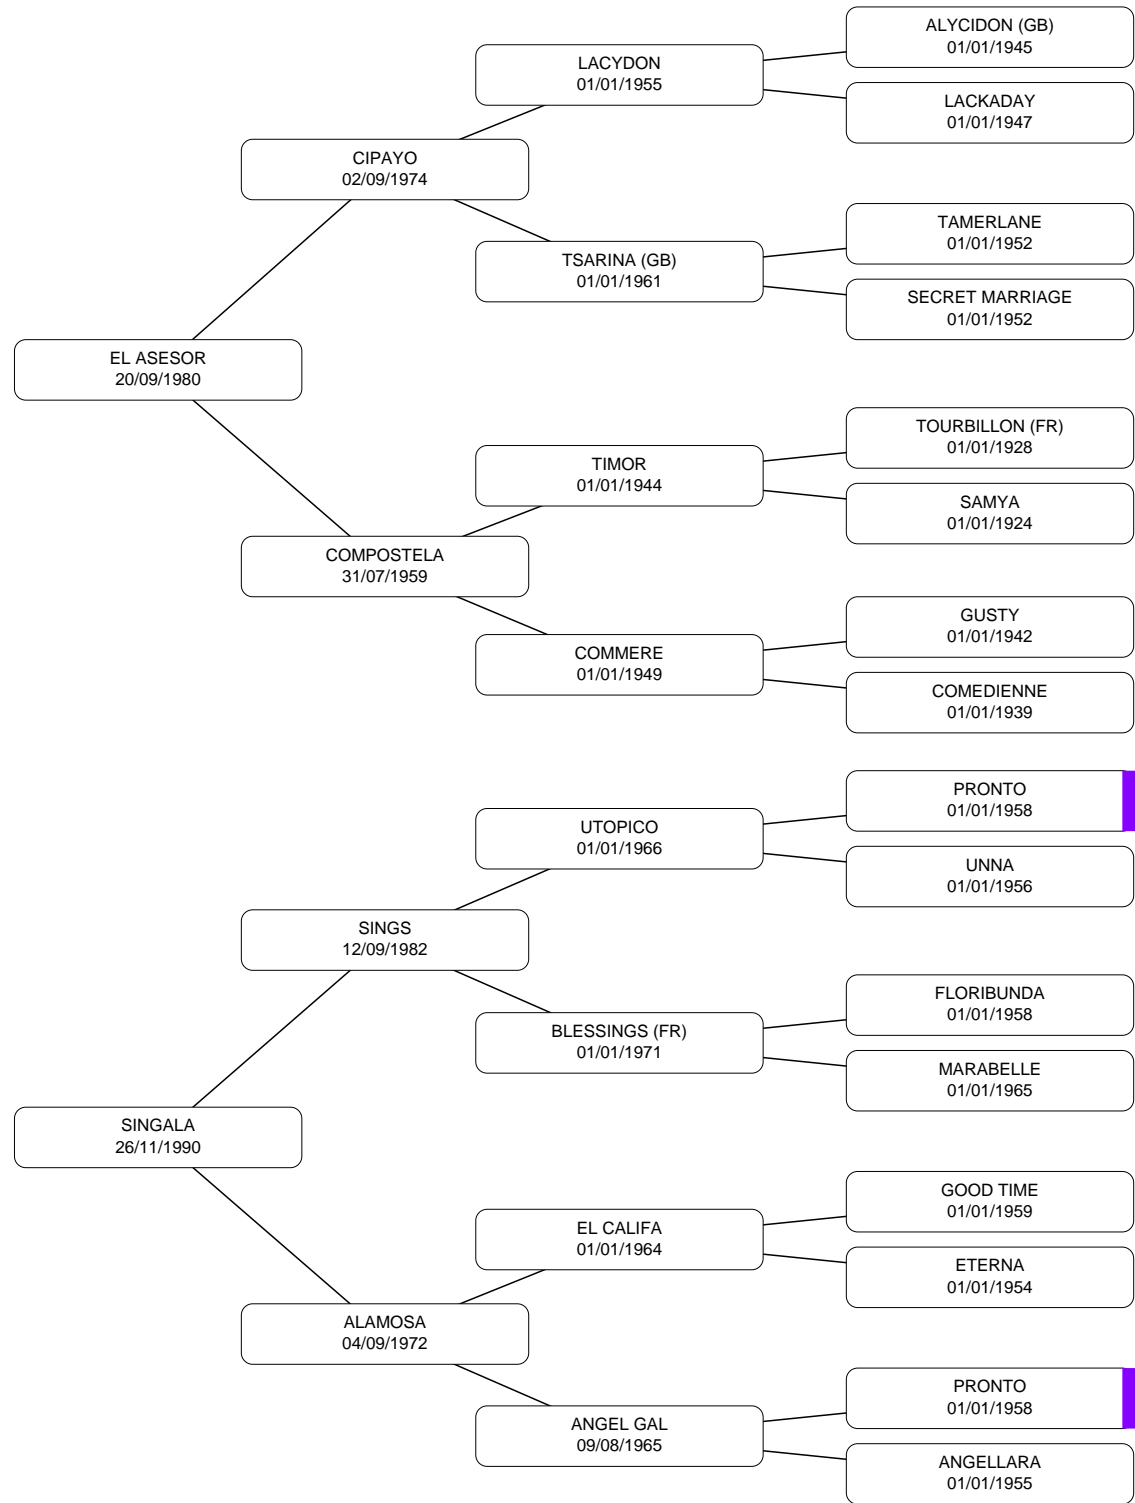 ALYCIDON (GB)
01/01/1945
LACYDON
01/01/1955
LACKADAY
01/01/1947
CIPAYO
02/09/1974
TAMERLANE
01/01/1952
TSARINA (GB)
01/01/1961
SECRET MARRIAGE
01/01/1952
EL ASESOR
20/09/1980
TOURBILLON (FR)
01/01/1928
TIMOR
01/01/1944
SAMYA
01/01/1924
COMPOSTELA
31/07/1959
GUSTY
01/01/1942
COMMERE
01/01/1949
COMEDIENNE
01/01/1939
PRONTO
01/01/1958
UTOPICO
01/01/1966
UNNA
01/01/1956
SINGS
12/09/1982
FLORIBUNDA
01/01/1958
BLESSINGS (FR)
01/01/1971
MARABELLE
01/01/1965
SINGALA
26/11/1990
GOOD TIME
01/01/1959
EL CALIFA
01/01/1964
ETERNA
01/01/1954
ALAMOSA
04/09/1972
PRONTO
01/01/1958
ANGEL GAL
09/08/1965
ANGELLARA
01/01/1955